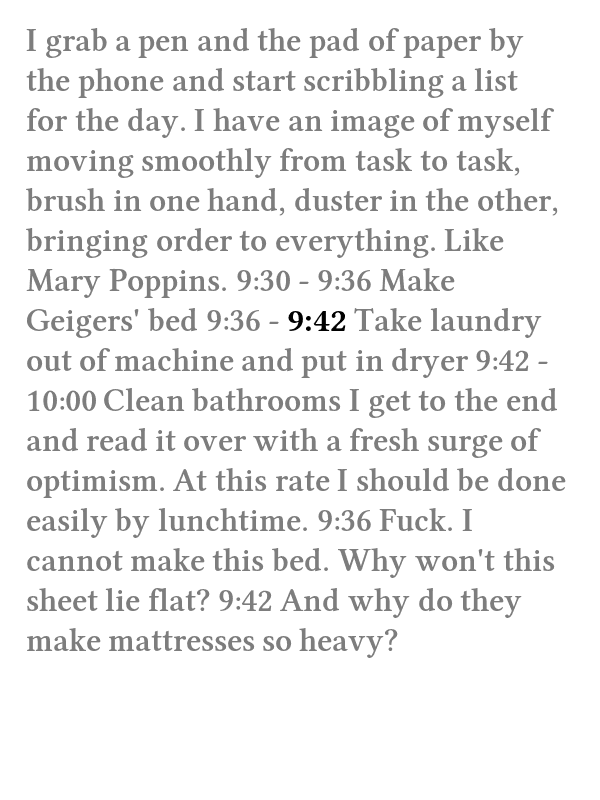 I grab a pen and the pad of paper by
the phone and start scribbling a list
for the day. I have an image of myself
moving smoothly from task to task,
brush in one hand, duster in the other,
bringing order to everything. Like
Mary Poppins. 9:30 - 9:36 Make
Geigers' bed 9:36 - 9:42 Take laundry
out of machine and put in dryer 9:42 -
10:00 Clean bathrooms I get to the end
and read it over with a fresh surge of
optimism. At this rate I should be done
easily by lunchtime. 9:36 Fuck. I
cannot make this bed. Why won't this
sheet lie flat? 9:42 And why do they
make mattresses so heavy?